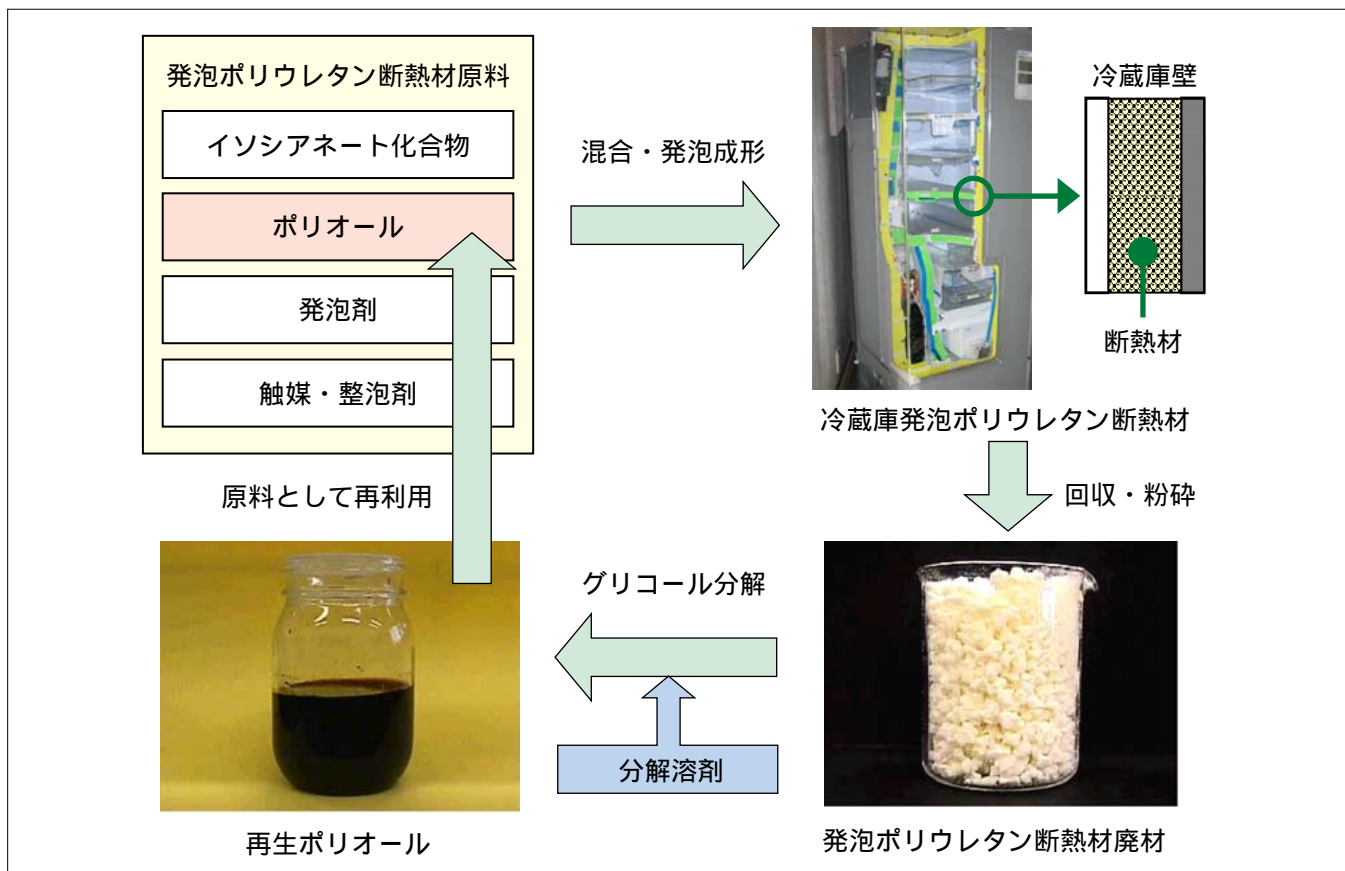 発泡ポリウレタン断熱材原料
イソシアネート化合物
ポリオール
発泡剤
触媒・整泡剤
混合・発泡成形
冷蔵庫壁
断熱材
冷蔵庫発泡ポリウレタン断熱材
回収・粉砕
原料として再利用
グリコール分解
分解溶剤
再生ポリオール
発泡ポリウレタン断熱材廃材